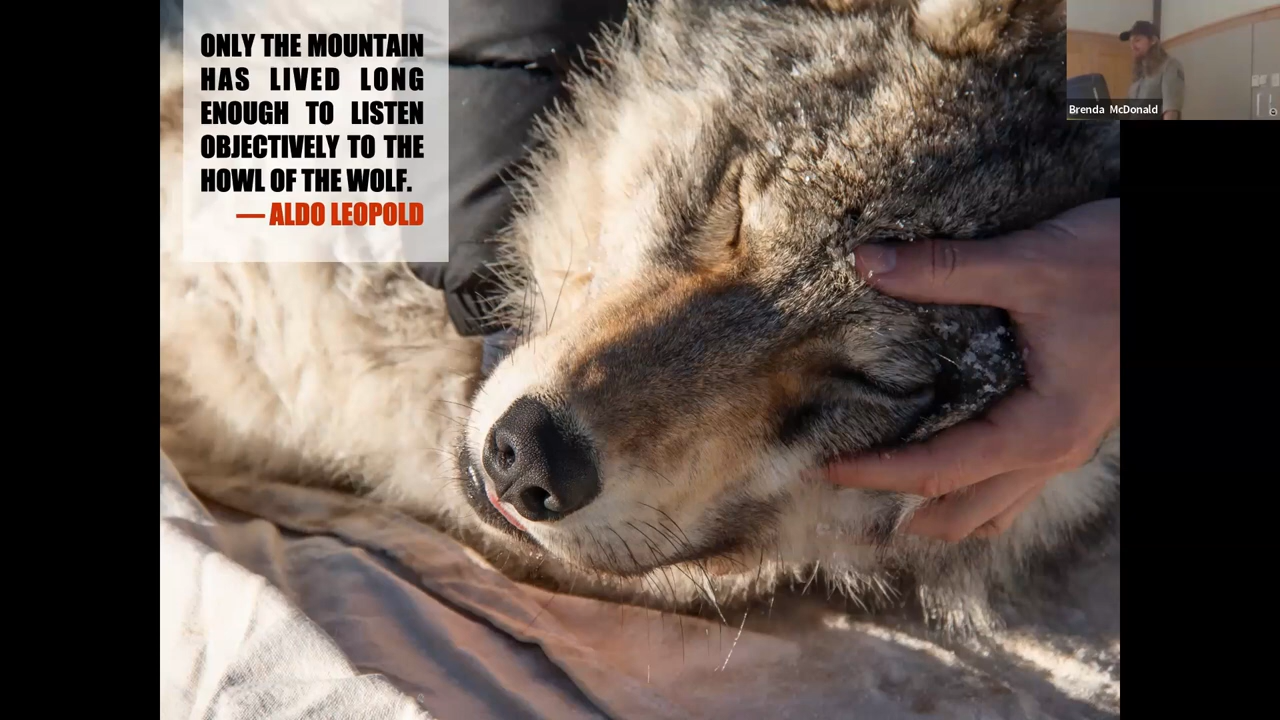 ONLY THE MOUNTAIN
HAS LIVED LONG
ENOUGH TO LISTEN
OBJECTIVELY TO THE
HOWL OF THE WOLF.
— ALDO LEOPOLD
Brenda McDonald